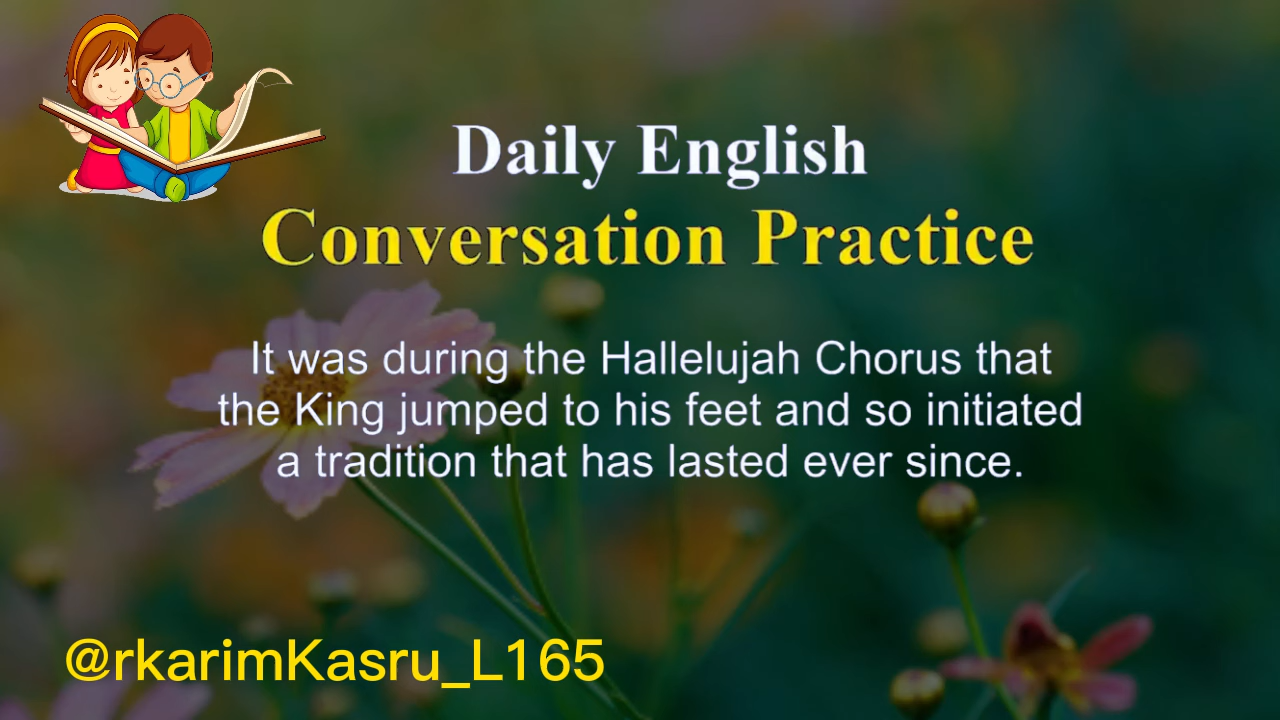 Daily English
Conversation Practice
It was during the Hallelujah Chorus that
the King jumped to his feet and so initiated
a tradition that has lasted ever since.
@rkarimKasru_L165